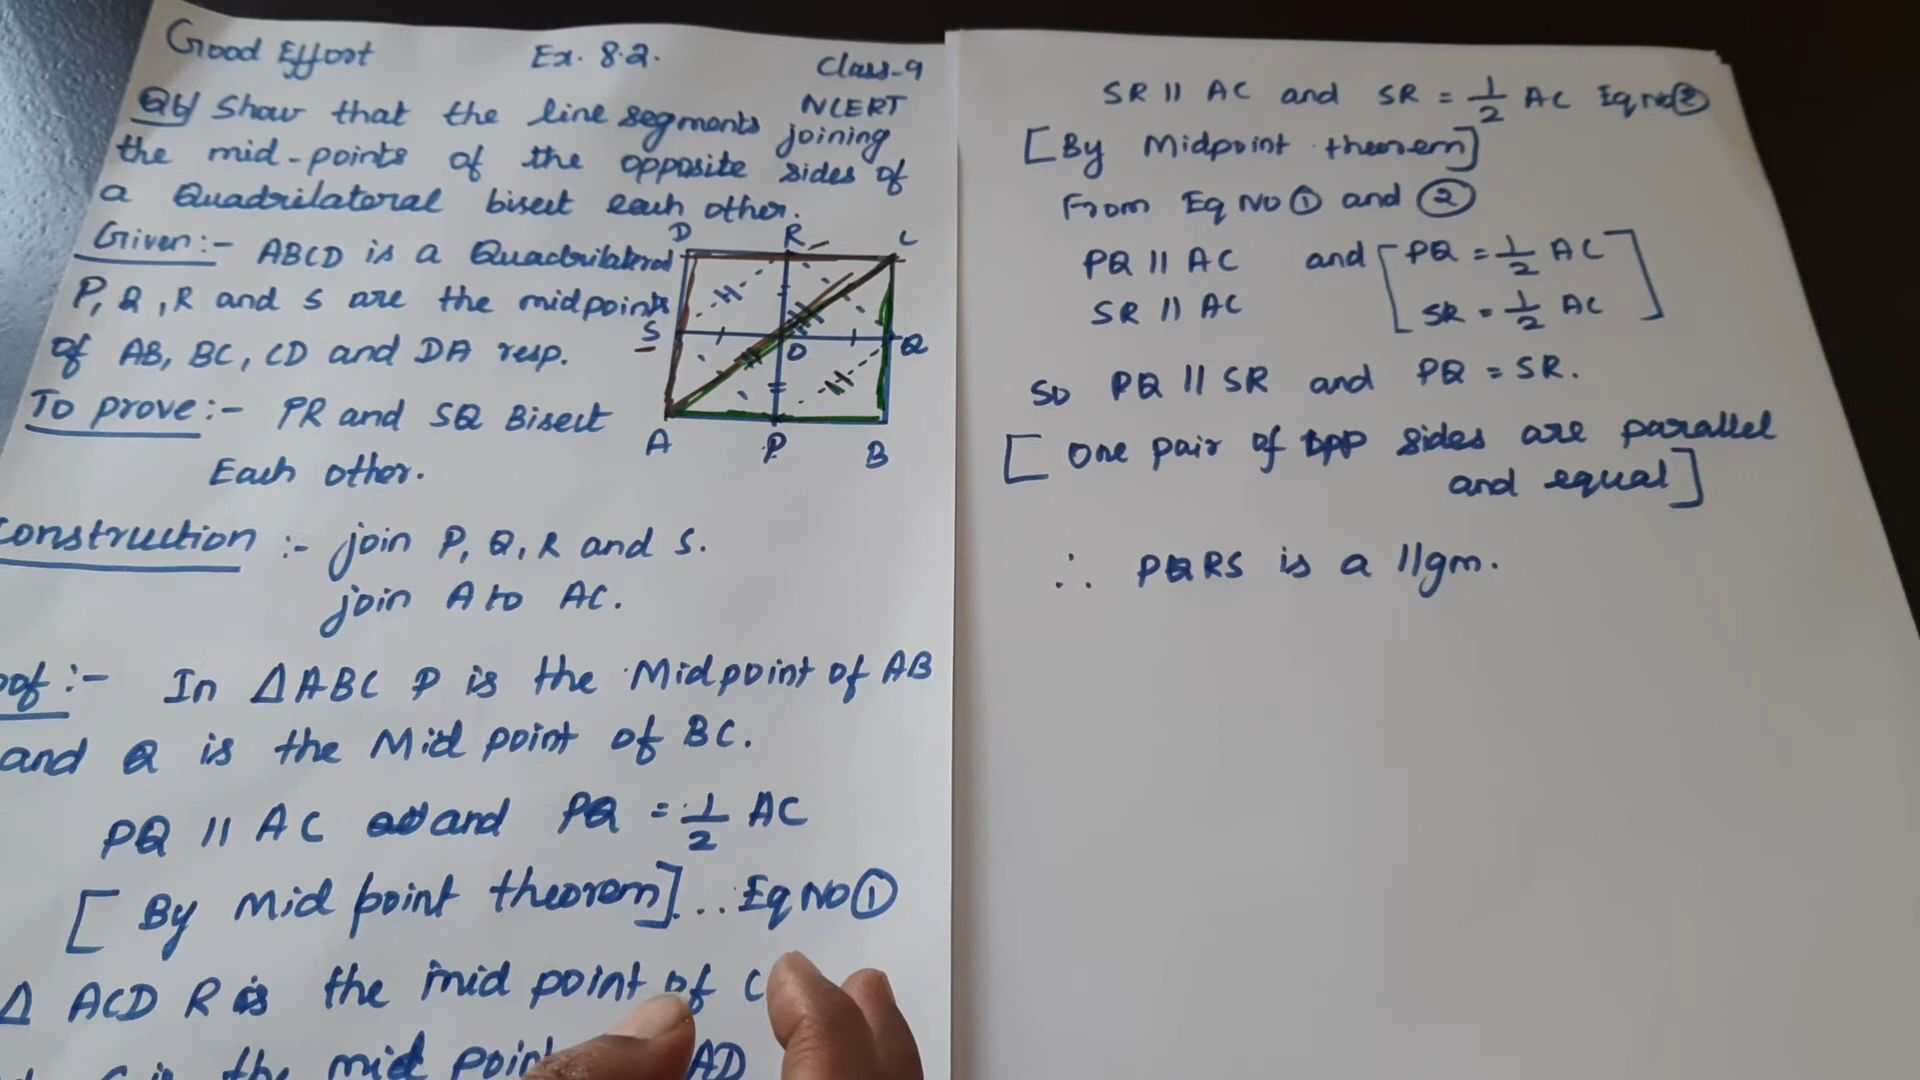 Good Effort Ex. 8.2. Class-9
NCERT
Q6) Show that the line segments joining
the mid-points of the opposite sides of
a Quadrilateral bisect each other.
Given:- ABCD is a Quadrilateral
P, Q, R and S are the midpoints
of AB, BC, CD and DA resp.
To prove:- PR and SQ Bisect
Each other.
Construction :- join P, Q, R and S.
join A to AC.
oof :- In ΔABC P is the Midpoint of AB
and Q is the Mid point of BC.
PQ || AC and PQ = 1/2 AC
[By mid point theorem]... Eq No ①
Δ ACD R is the mid point of C
is the mid poin AD
D R C
S O Q
A P B
SR || AC and SR = 1/2 AC Eq No ②
[By Midpoint theorem]
From Eq No ① and ②
PQ || AC and [PQ = 1/2 AC
SR || AC SR = 1/2 AC]
So PQ || SR and PQ = SR.
[One pair of opp sides are parallel
and equal]
∴ PQRS is a ||gm.